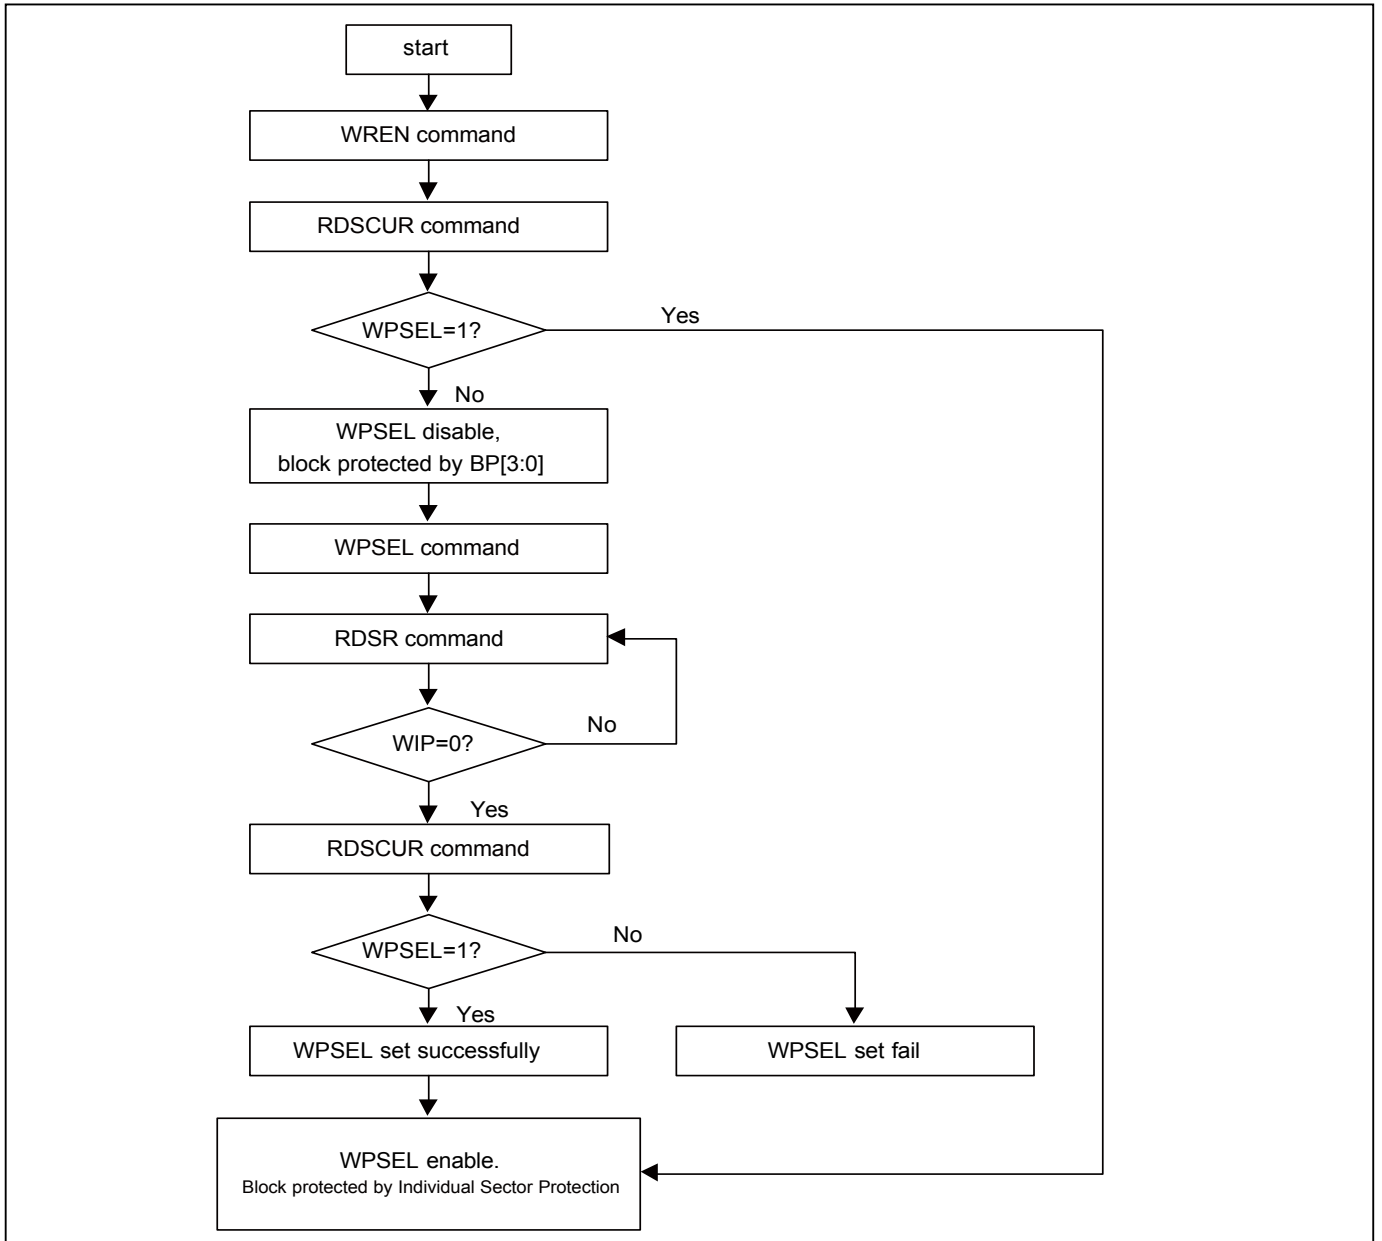 start
WREN command
RDSCUR command
WPSEL=1?
Yes
No
WPSEL disable,
block protected by BP[3:0]
WPSEL command
RDSR command
WIP=0?
No
Yes
RDSCUR command
WPSEL=1?
No
Yes
WPSEL set successfully
WPSEL set fail
WPSEL enable.
Block protected by Individual Sector Protection